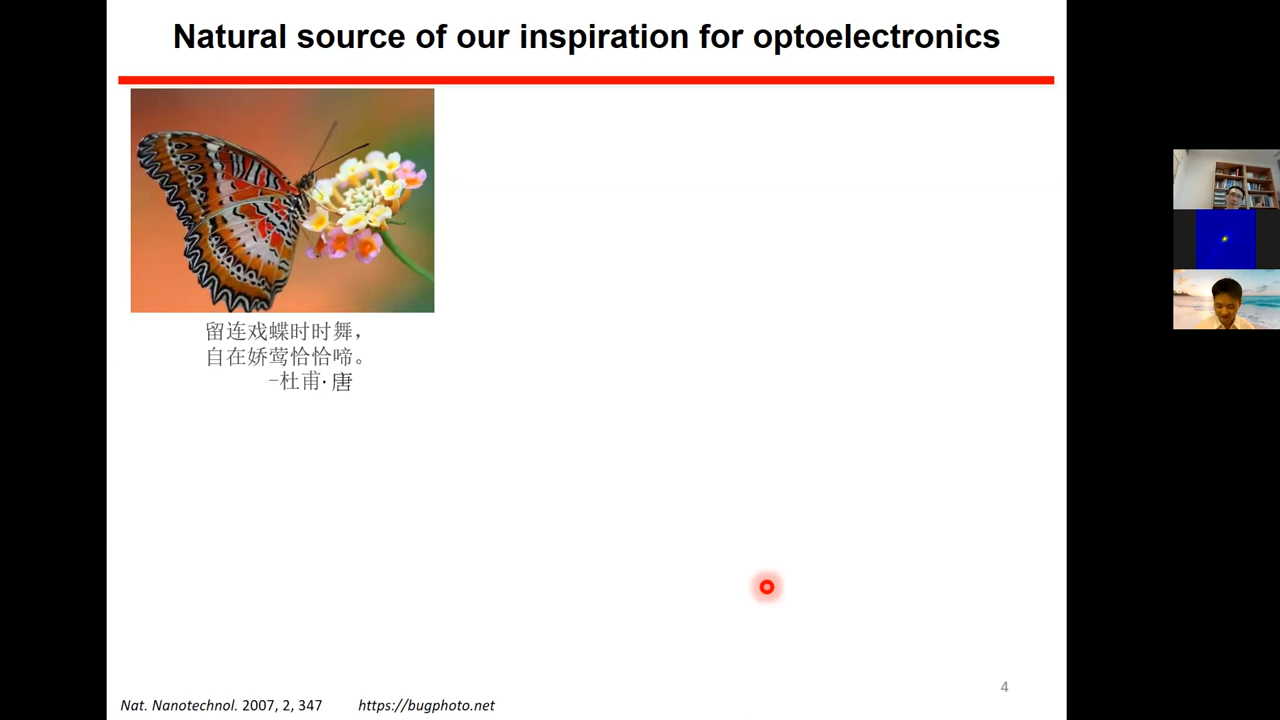 Natural source of our inspiration for optoelectronics
留连戏蝶时时舞，
自在娇莺恰恰啼。
–杜甫·唐
4
Nat. Nanotechnol. 2007, 2, 347
https://bugphoto.net